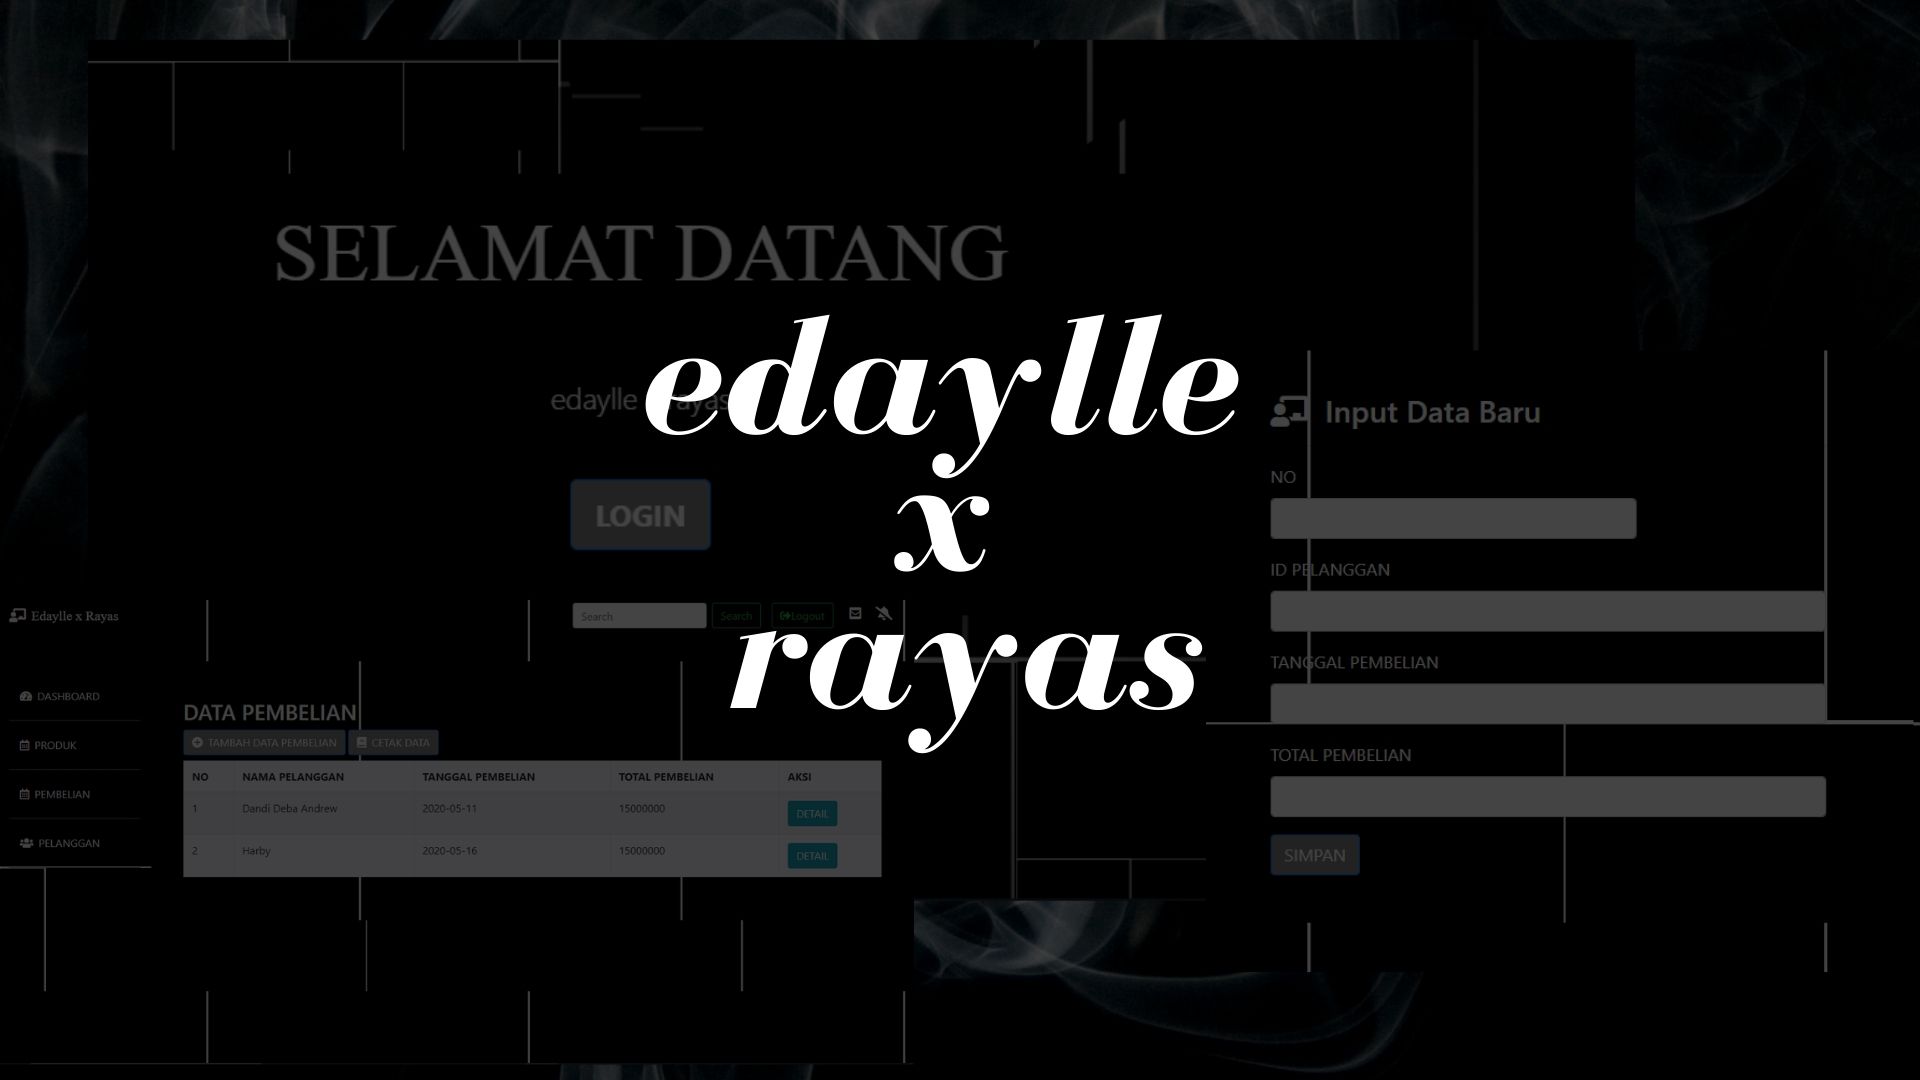 SELAMAT DATANG
edaylle x rayas
LOGIN
edaylle
x
rayas
Edaylle x Rayas
Search
Search
Logout
DASHBOARD
PRODUK
PEMBELIAN
PELANGGAN
DATA PEMBELIAN
TAMBAH DATA PEMBELIAN CETAK DATA
NO NAMA PELANGGAN TANGGAL PEMBELIAN TOTAL PEMBELIAN AKSI
1 Dandi Deba Andrew 2020-05-11 15000000 DETAIL
2 Harby 2020-05-16 15000000 DETAIL
Input Data Baru
NO
ID PELANGGAN
TANGGAL PEMBELIAN
TOTAL PEMBELIAN
SIMPAN